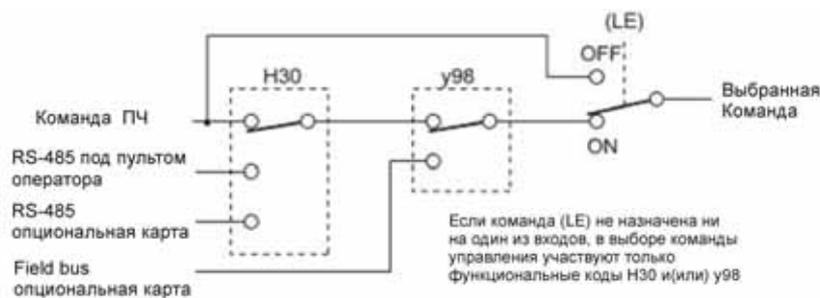 (LE)
OFF
H30
y98
Команда ПЧ
Выбранная
Команда
ON
RS-485 под пультом
оператора
RS-485
опциональная карта
Field bus
опциональная карта
Если команда (LE) не назначена ни
на один из входов, в выборе команды
управления участвуют только
функциональные коды H30 и(или) y98